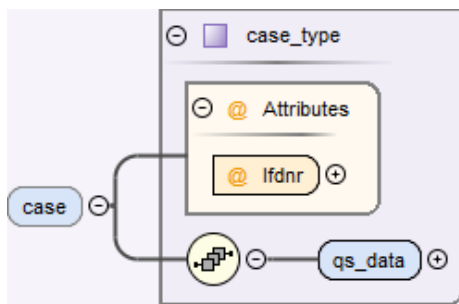 case_type
@ Attributes
@ lfdnr
case
qs_data